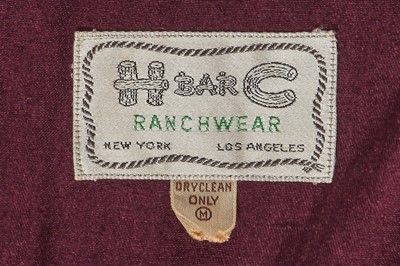 H BAR C
RANCHWEAR
NEW YORK LOS ANGELES
DRYCLEAN
ONLY
M